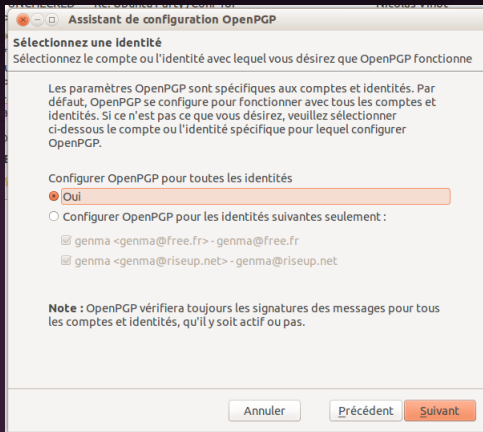 Assistant de configuration OpenPGP
Sélectionnez une identité
Sélectionnez le compte ou l'identité avec lequel vous désirez que OpenPGP fonctionne
Les paramètres OpenPGP sont spécifiques aux comptes et identités. Par
défaut, OpenPGP se configure pour fonctionner avec tous les comptes et
identités. Si ce n'est pas ce que vous désirez, veuillez sélectionner
ci-dessous le compte ou l'identité spécifique pour lequel configurer
OpenPGP.
Configurer OpenPGP pour toutes les identités
Oui
Configurer OpenPGP pour les identités suivantes seulement :
genma <genma@free.fr> - genma@free.fr
genma <genma@riseup.net> - genma@riseup.net
Note : OpenPGP vérifiera toujours les signatures des messages pour tous
les comptes et identités, qu'il y soit actif ou pas.
Annuler
Précédent
Suivant